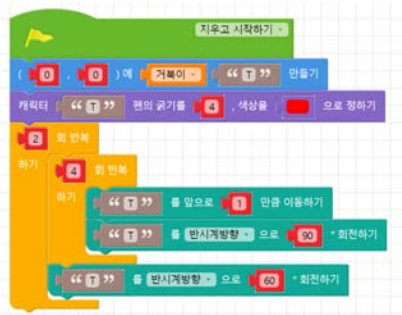 지우고 시작하기
( 0 , 0 )에 거북이 “ T ” 만들기
캐릭터 “ T ” 펜의 굵기를 4 , 색상을 으로 정하기
2 회 반복
하기 4 회 반복
하기 “ T ” 를 앞으로 1 만큼 이동하기
“ T ” 를 반시계방향 으로 90 °회전하기
“ T ” 를 반시계방향 으로 60 °회전하기